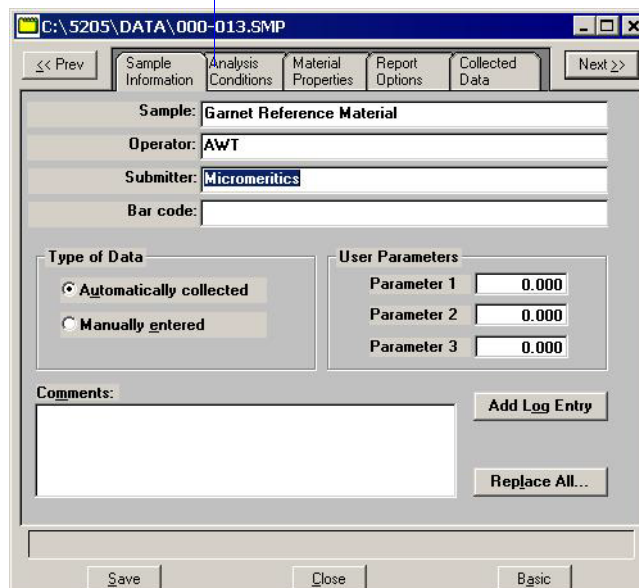 C:\5205\DATA\000-013.SMP
<< Prev
Sample Information
Analysis Conditions
Material Properties
Report Options
Collected Data
Next >>
Sample: Garnet Reference Material
Operator: AWT
Submitter: Micromeritics
Bar code:
Type of Data
Automatically collected
Manually entered
User Parameters
Parameter 1 0.000
Parameter 2 0.000
Parameter 3 0.000
Comments:
Add Log Entry
Replace All...
Save
Close
Basic